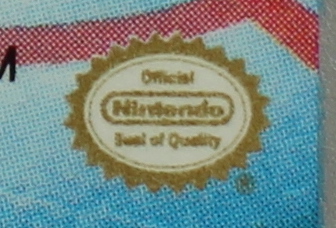 M
Official
Nintendo
Seal of Quality
®